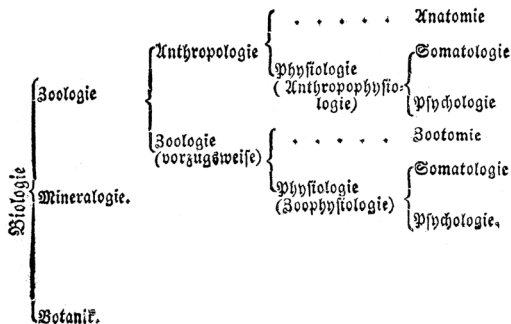 . . . . . Anatomie
Anthropologie
Somatologie
Physiologie
(Anthropophysio-
logie)
Psychologie
Zoologie
Zoologie
(vorzugsweise)
. . . . . Zootomie
Somatologie
Physiologie
(Zoophysiologie)
Psychologie.
Biologie
Mineralogie.
Botanik.